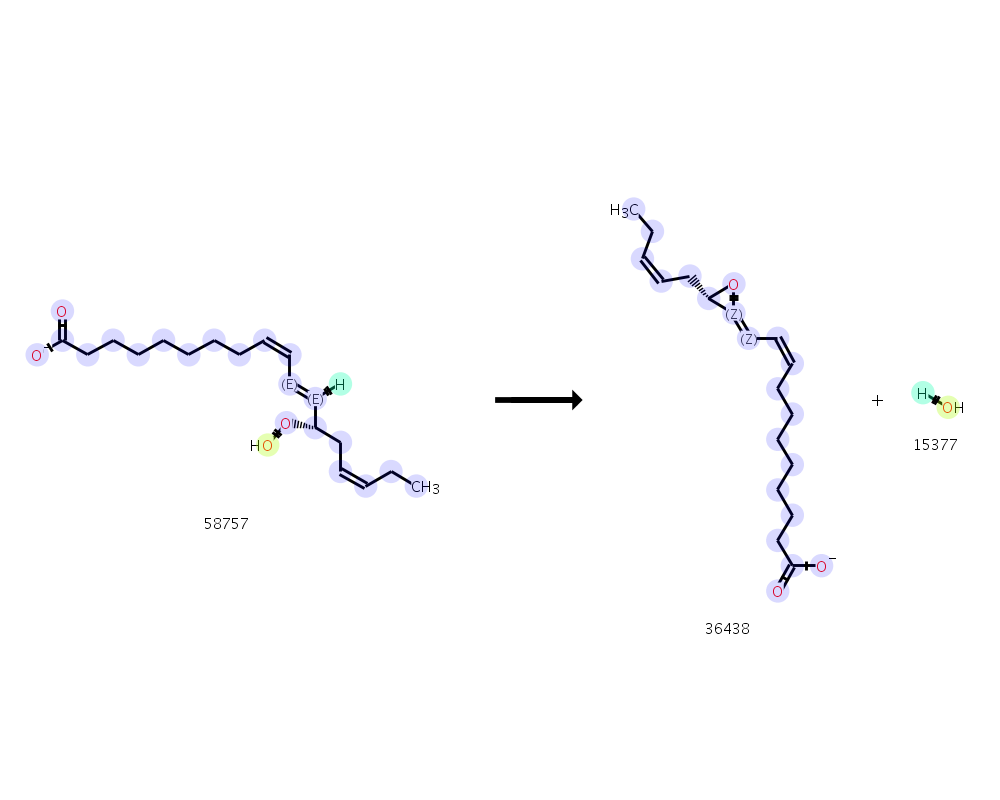 O
O⁻
(E)
(E)
H
O
HO
CH₃
58757
H₃C
O
(Z)
(Z)
O⁻
O
36438
+
H
OH
15377